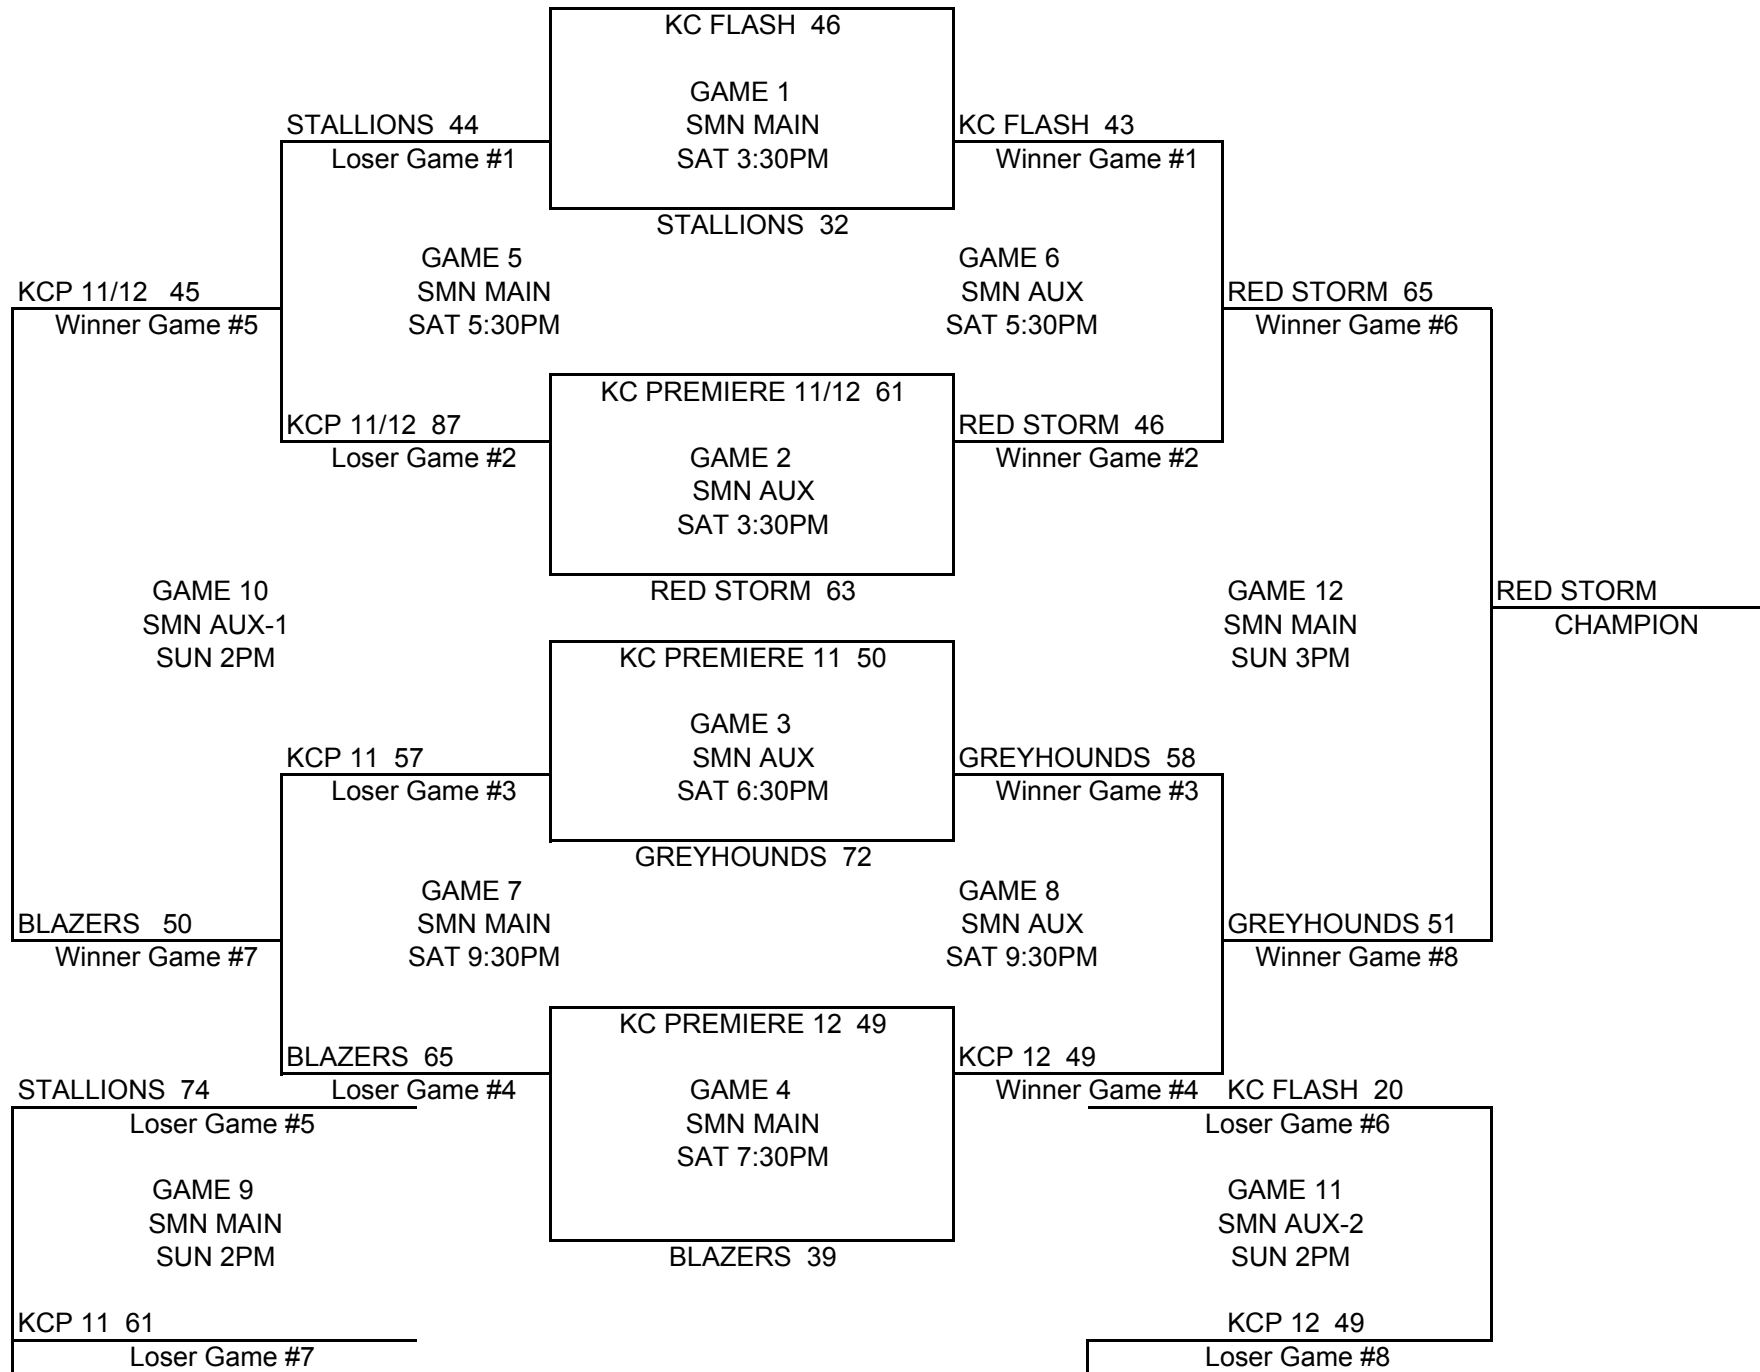 KC FLASH 46
GAME 1
STALLIONS 44
SMN MAIN
KC FLASH 43
Loser Game #1
SAT 3:30PM
Winner Game #1
STALLIONS 32
GAME 5
GAME 6
KCP 11/12 45
SMN MAIN
SMN AUX
RED STORM 65
Winner Game #5
SAT 5:30PM
SAT 5:30PM
Winner Game #6
KC PREMIERE 11/12 61
KCP 11/12 87
RED STORM 46
Loser Game #2
GAME 2
Winner Game #2
SMN AUX
SAT 3:30PM
GAME 10
RED STORM 63
GAME 12
RED STORM
SMN AUX-1
SMN MAIN
CHAMPION
SUN 2PM
KC PREMIERE 11 50
SUN 3PM
GAME 3
KCP 11 57
SMN AUX
GREYHOUNDS 58
Loser Game #3
SAT 6:30PM
Winner Game #3
GREYHOUNDS 72
GAME 7
GAME 8
BLAZERS 50
SMN MAIN
SMN AUX
GREYHOUNDS 51
Winner Game #7
SAT 9:30PM
SAT 9:30PM
Winner Game #8
KC PREMIERE 12 49
BLAZERS 65
KCP 12 49
STALLIONS 74
Loser Game #4
GAME 4
Winner Game #4
KC FLASH 20
Loser Game #5
SMN MAIN
Loser Game #6
SAT 7:30PM
GAME 9
GAME 11
SMN MAIN
SMN AUX-2
SUN 2PM
BLAZERS 39
SUN 2PM
KCP 11 61
KCP 12 49
Loser Game #7
Loser Game #8